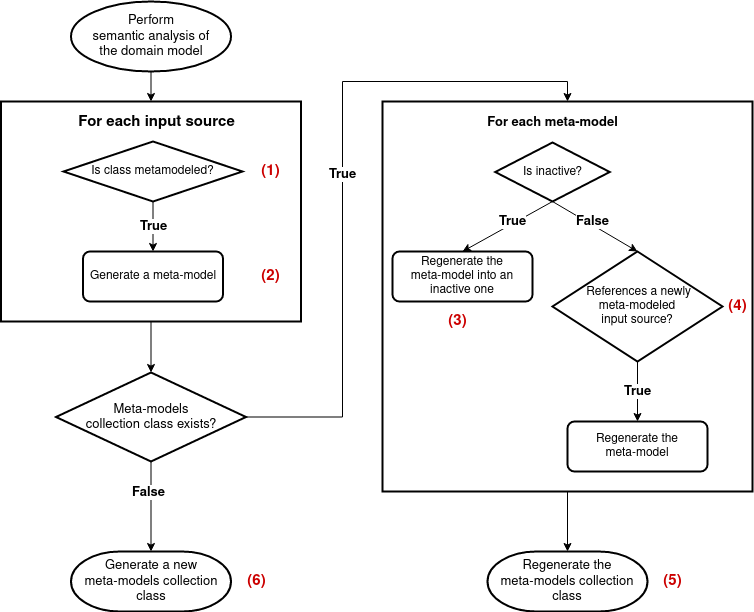 Perform
semantic analysis of
the domain model
For each input source
Is class metamodeled?
(1)
True
Generate a meta-model
(2)
Meta-models
collection class exists?
True
False
Generate a new
meta-models collection
class
(6)
For each meta-model
Is inactive?
True
False
Regenerate the
meta-model into an
inactive one
(3)
References a newly
meta-modeled
input source?
(4)
True
Regenerate the
meta-model
Regenerate the
meta-models collection
class
(5)